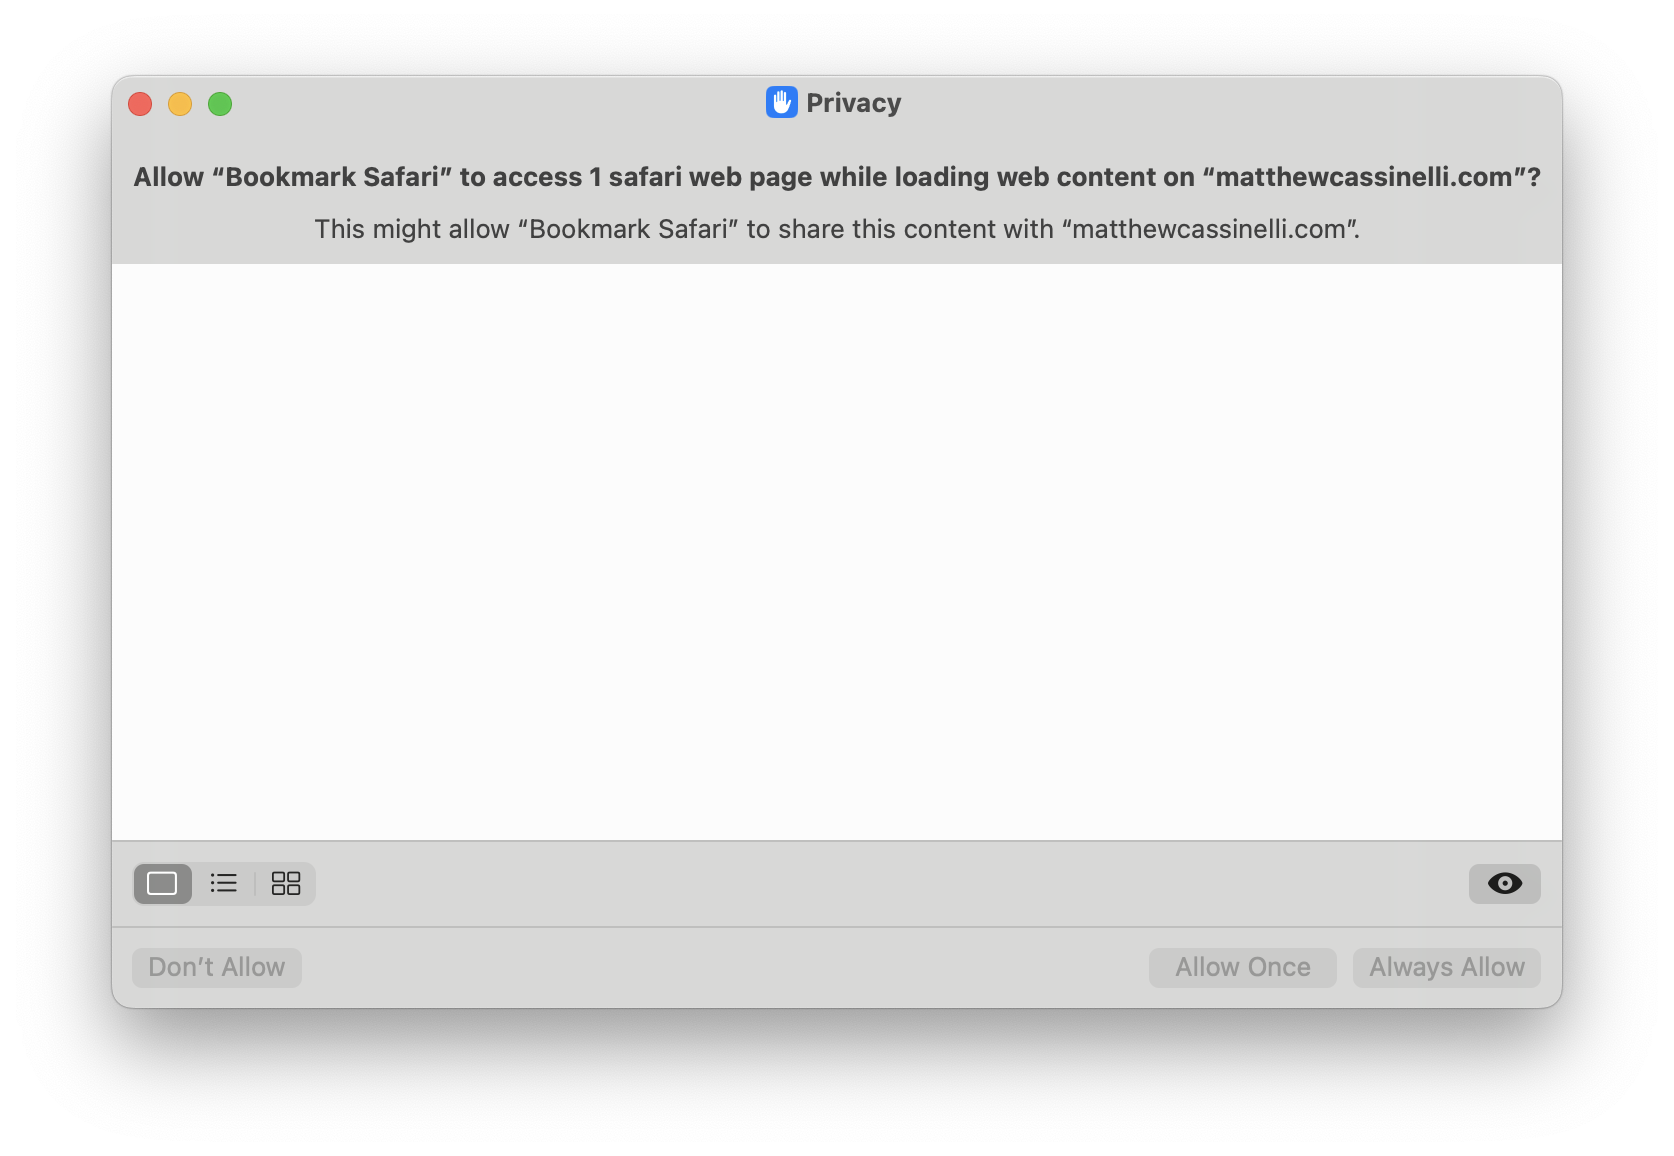 Privacy
Allow “Bookmark Safari” to access 1 safari web page while loading web content on “matthewcassinelli.com”?
This might allow “Bookmark Safari” to share this content with “matthewcassinelli.com”.
Don’t Allow
Allow Once
Always Allow